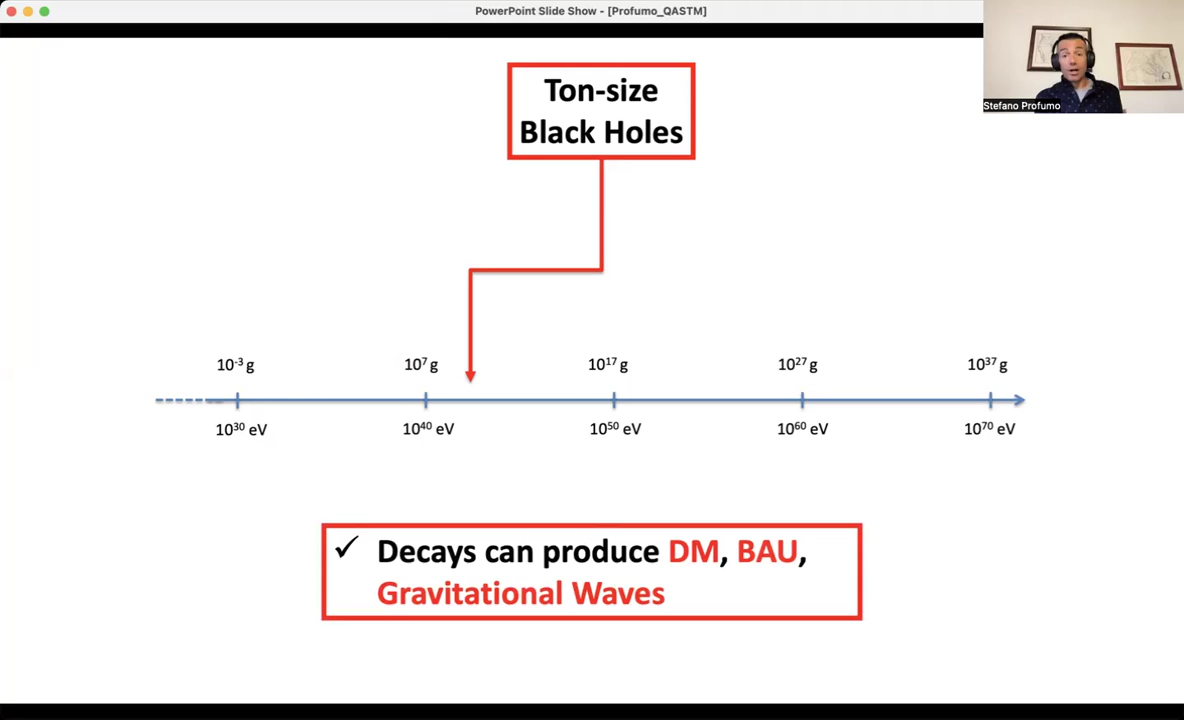 PowerPoint Slide Show - [Profumo_QASTM]
Stefano Profumo
Ton-size
Black Holes
10⁻³ g 10⁷ g 10¹⁷ g 10²⁷ g 10³⁷ g
10³⁰ eV 10⁴⁰ eV 10⁵⁰ eV 10⁶⁰ eV 10⁷⁰ eV
✓ Decays can produce DM, BAU,
Gravitational Waves